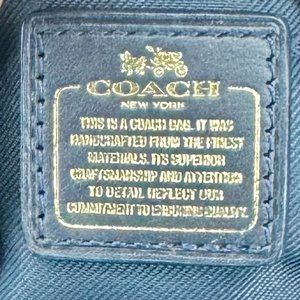 COACH
NEW YORK
THIS IS A COACH BAG. IT WAS
HANDCRAFTED FROM THE FINEST
MATERIALS. ITS SUPERIOR
CRAFTSMANSHIP AND ATTENTION
TO DETAIL REFLECT OUR
COMMITMENT TO ENDURING QUALITY.